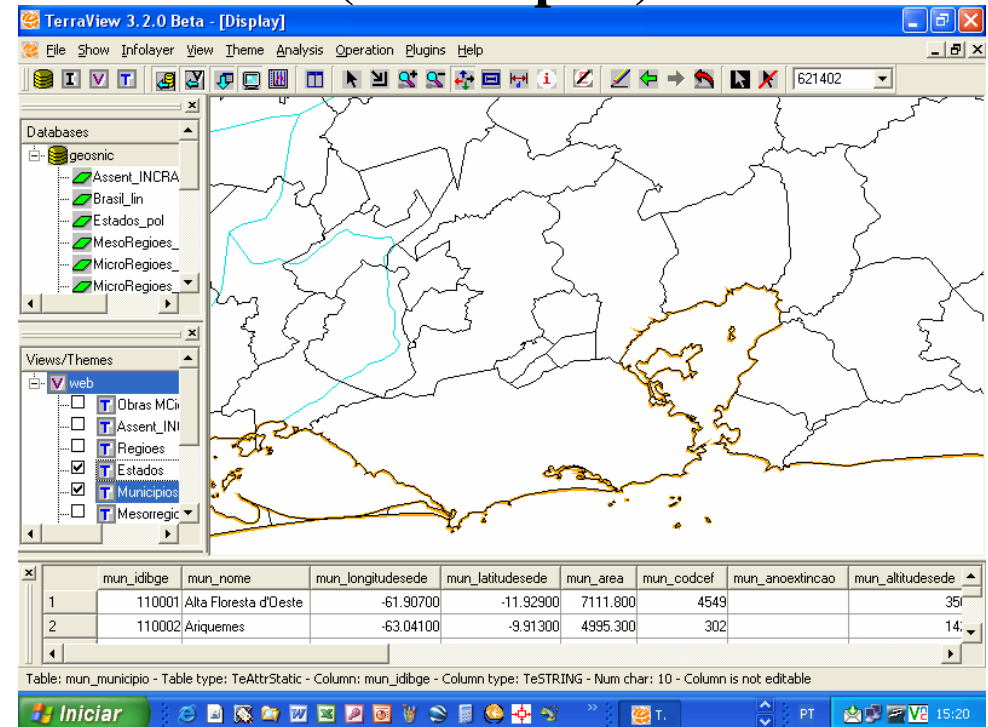 TerraView 3.2.0 Beta - [Display]
File Show Infolayer View Theme Analysis Operation Plugins Help
I V T 621402
Databases
geosnic
Assent_INCRA
Brasil_lin
Estados_pol
MesoRegioes_
MicroRegioes_
MicroRegioes_
Views/Themes
V web
T Obras MCi
T Assent_IN
T Regioes
T Estados
T Municipios
T Mesorregic
mun_idibge mun_nome mun_longitudesede mun_latitudesede mun_area mun_codcef mun_anoextincao mun_altitudesede
1 110001 Alta Floresta d'Oeste -61.90700 -11.92900 7111.800 4549 35
2 110002 Ariquemes -63.04100 -9.91300 4995.300 302 14
Table: mun_municipio - Table type: TeAttrStatic - Column: mun_idibge - Column type: TeSTRING - Num char: 10 - Column is not editable
Iniciar T. PT 15:20